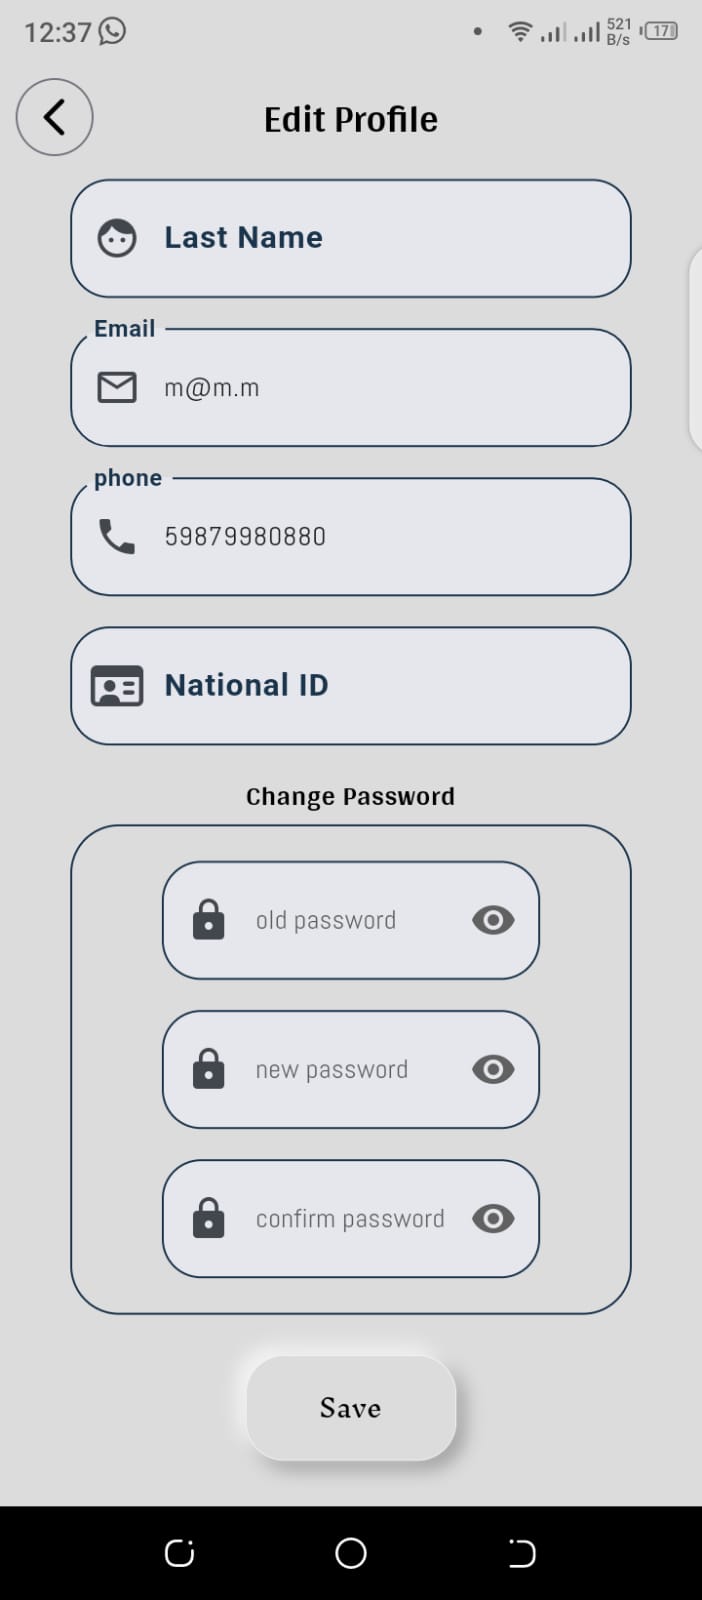 12:37
521
B/s
17
Edit Profile
Last Name
Email
m@m.m
phone
59879980880
National ID
Change Password
old password
new password
confirm password
Save